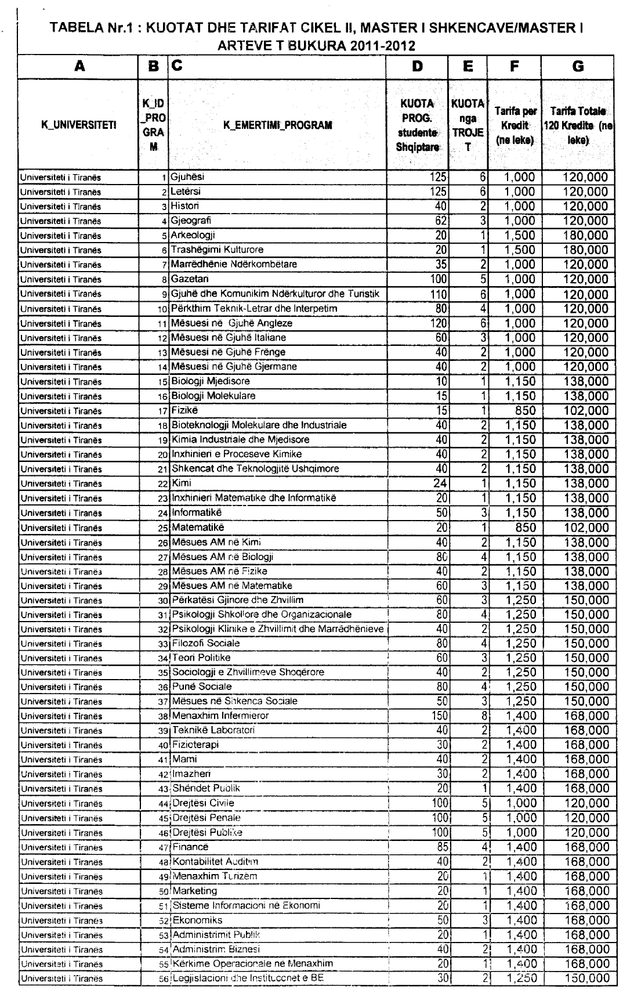 TABELA Nr.1 : KUOTAT DHE TARIFAT CIKEL II, MASTER I SHKENCAVE/MASTER I
ARTEVE T BUKURA 2011-2012
A B C D E F G
K_UNIVERSITETI K_ID_PROGRAM K_EMERTIMI_PROGRAM KUOTA PROG. studente Shqiptare KUOTA nga TROJET Tarifa per Kredit (ne leke) Tarifa Totale 120 Kredite (ne leke)
Universiteti i Tiranës 1 Gjuhësi 125 6 1,000 120,000
Universiteti i Tiranës 2 Letërsi 125 6 1,000 120,000
Universiteti i Tiranës 3 Histori 40 2 1,000 120,000
Universiteti i Tiranës 4 Gjeografi 62 3 1,000 120,000
Universiteti i Tiranës 5 Arkeologji 20 1 1,500 180,000
Universiteti i Tiranës 6 Trashëgimi Kulturore 20 1 1,500 180,000
Universiteti i Tiranës 7 Marrëdhënie Ndërkombëtare 35 2 1,000 120,000
Universiteti i Tiranës 8 Gazetari 100 5 1,000 120,000
Universiteti i Tiranës 9 Gjuhë dhe Komunikim Ndërkulturor dhe Turistik 110 6 1,000 120,000
Universiteti i Tiranës 10 Përkthim Teknik-Letrar dhe Interpetim 80 4 1,000 120,000
Universiteti i Tiranës 11 Mësuesi në Gjuhë Angleze 120 6 1,000 120,000
Universiteti i Tiranës 12 Mësuesi në Gjuhë Italiane 60 3 1,000 120,000
Universiteti i Tiranës 13 Mësuesi në Gjuhë Frënge 40 2 1,000 120,000
Universiteti i Tiranës 14 Mësuesi në Gjuhë Gjermane 40 2 1,000 120,000
Universiteti i Tiranës 15 Biologji Mjedisore 10 1 1,150 138,000
Universiteti i Tiranës 16 Biologji Molekulare 15 1 1,150 138,000
Universiteti i Tiranës 17 Fizikë 15 1 850 102,000
Universiteti i Tiranës 18 Bioteknologji Molekulare dhe Industriale 40 2 1,150 138,000
Universiteti i Tiranës 19 Kimia Industriale dhe Mjedisore 40 2 1,150 138,000
Universiteti i Tiranës 20 Inxhinieri e Proceseve Kimike 40 2 1,150 138,000
Universiteti i Tiranës 21 Shkencat dhe Teknologjitë Ushqimore 40 2 1,150 138,000
Universiteti i Tiranës 22 Kimi 24 1 1,150 138,000
Universiteti i Tiranës 23 Inxhinieri Matematike dhe Informatikë 20 1 1,150 138,000
Universiteti i Tiranës 24 Informatikë 50 3 1,150 138,000
Universiteti i Tiranës 25 Matematikë 20 1 850 102,000
Universiteti i Tiranës 26 Mësues AM në Kimi 40 2 1,150 138,000
Universiteti i Tiranës 27 Mësues AM në Biologji 80 4 1,150 138,000
Universiteti i Tiranës 28 Mësues AM në Fizike 40 2 1,150 138,000
Universiteti i Tiranës 29 Mësues AM në Matematike 60 3 1,150 138,000
Universiteti i Tiranës 30 Përkatësi Gjinore dhe Zhvillim 60 3 1,250 150,000
Universiteti i Tiranës 31 Psikologji Shkollore dhe Organizacionale 80 4 1,250 150,000
Universiteti i Tiranës 32 Psikologji Klinike e Zhvillimit dhe Marrëdhënieve 40 2 1,250 150,000
Universiteti i Tiranës 33 Filozofi Sociale 80 4 1,250 150,000
Universiteti i Tiranës 34 Teori Politike 60 3 1,250 150,000
Universiteti i Tiranës 35 Sociologji e Zhvillimeve Shoqërore 40 2 1,250 150,000
Universiteti i Tiranës 36 Punë Sociale 80 4 1,250 150,000
Universiteti i Tiranës 37 Mësues në Shkenca Sociale 50 3 1,250 150,000
Universiteti i Tiranës 38 Menaxhim Infermieror 150 8 1,400 168,000
Universiteti i Tiranës 39 Teknikë Laboratori 40 2 1,400 168,000
Universiteti i Tiranës 40 Fizioterapi 30 2 1,400 168,000
Universiteti i Tiranës 41 Mami 40 2 1,400 168,000
Universiteti i Tiranës 42 Imazheri 30 2 1,400 168,000
Universiteti i Tiranës 43 Shëndet Publik 20 1 1,400 168,000
Universiteti i Tiranës 44 Drejtësi Civile 100 5 1,000 120,000
Universiteti i Tiranës 45 Drejtësi Penale 100 5 1,000 120,000
Universiteti i Tiranës 46 Drejtësi Publike 100 5 1,000 120,000
Universiteti i Tiranës 47 Financë 85 4 1,400 168,000
Universiteti i Tiranës 48 Kontabilitet Auditim 40 2 1,400 168,000
Universiteti i Tiranës 49 Menaxhim Turizëm 20 1 1,400 168,000
Universiteti i Tiranës 50 Marketing 20 1 1,400 168,000
Universiteti i Tiranës 51 Sisteme Informacioni në Ekonomi 20 1 1,400 168,000
Universiteti i Tiranës 52 Ekonomiks 50 3 1,400 168,000
Universiteti i Tiranës 53 Administrimit Publik 20 1 1,400 168,000
Universiteti i Tiranës 54 Administrim Biznesi 40 2 1,400 168,000
Universiteti i Tiranës 55 Kërkime Operacionale në Menaxhim 20 1 1,400 168,000
Universiteti i Tiranës 56 Legjislacioni dhe Instituccnet e BE 30 2 1,250 150,000